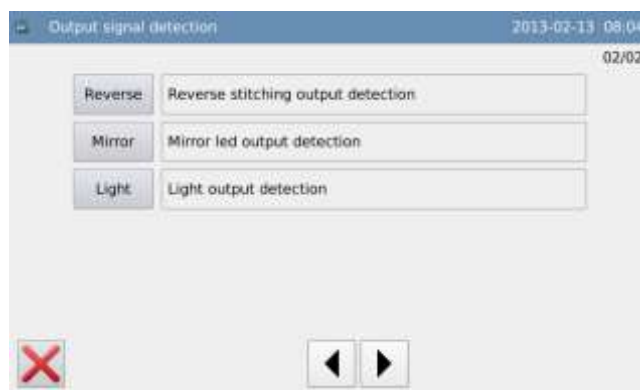 Output signal detection 2013-02-13 08:04
02/02
Reverse Reverse stitching output detection
Mirror Mirror led output detection
Light Light output detection